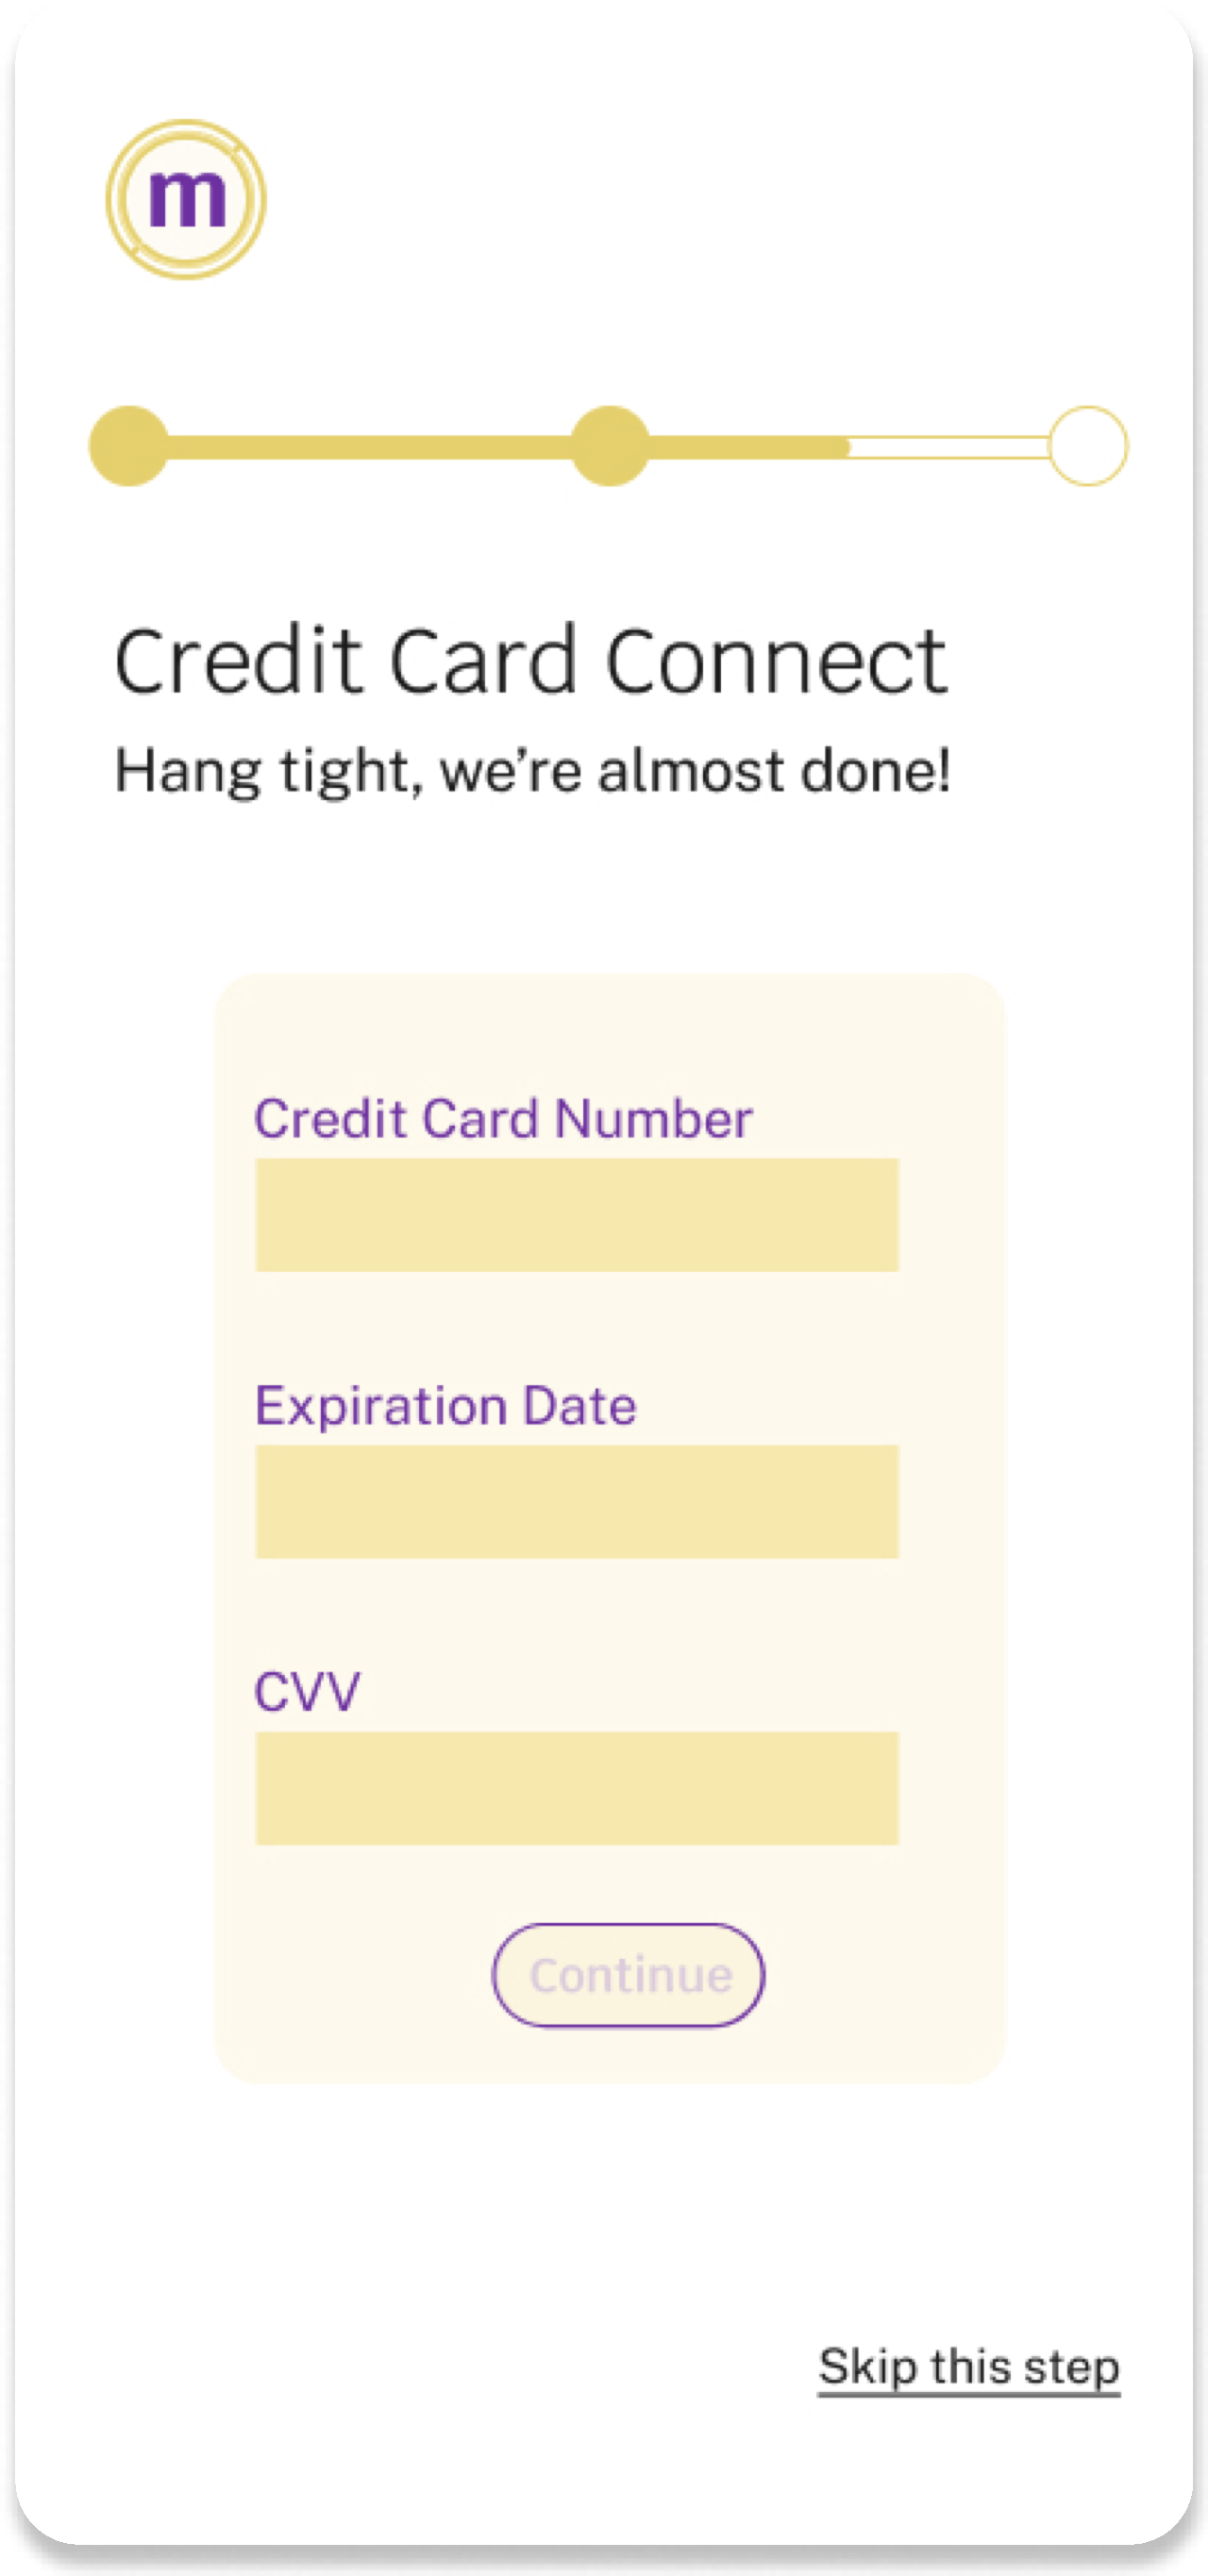 m
Credit Card Connect
Hang tight, we’re almost done!
Credit Card Number
Expiration Date
CVV
Continue
Skip this step